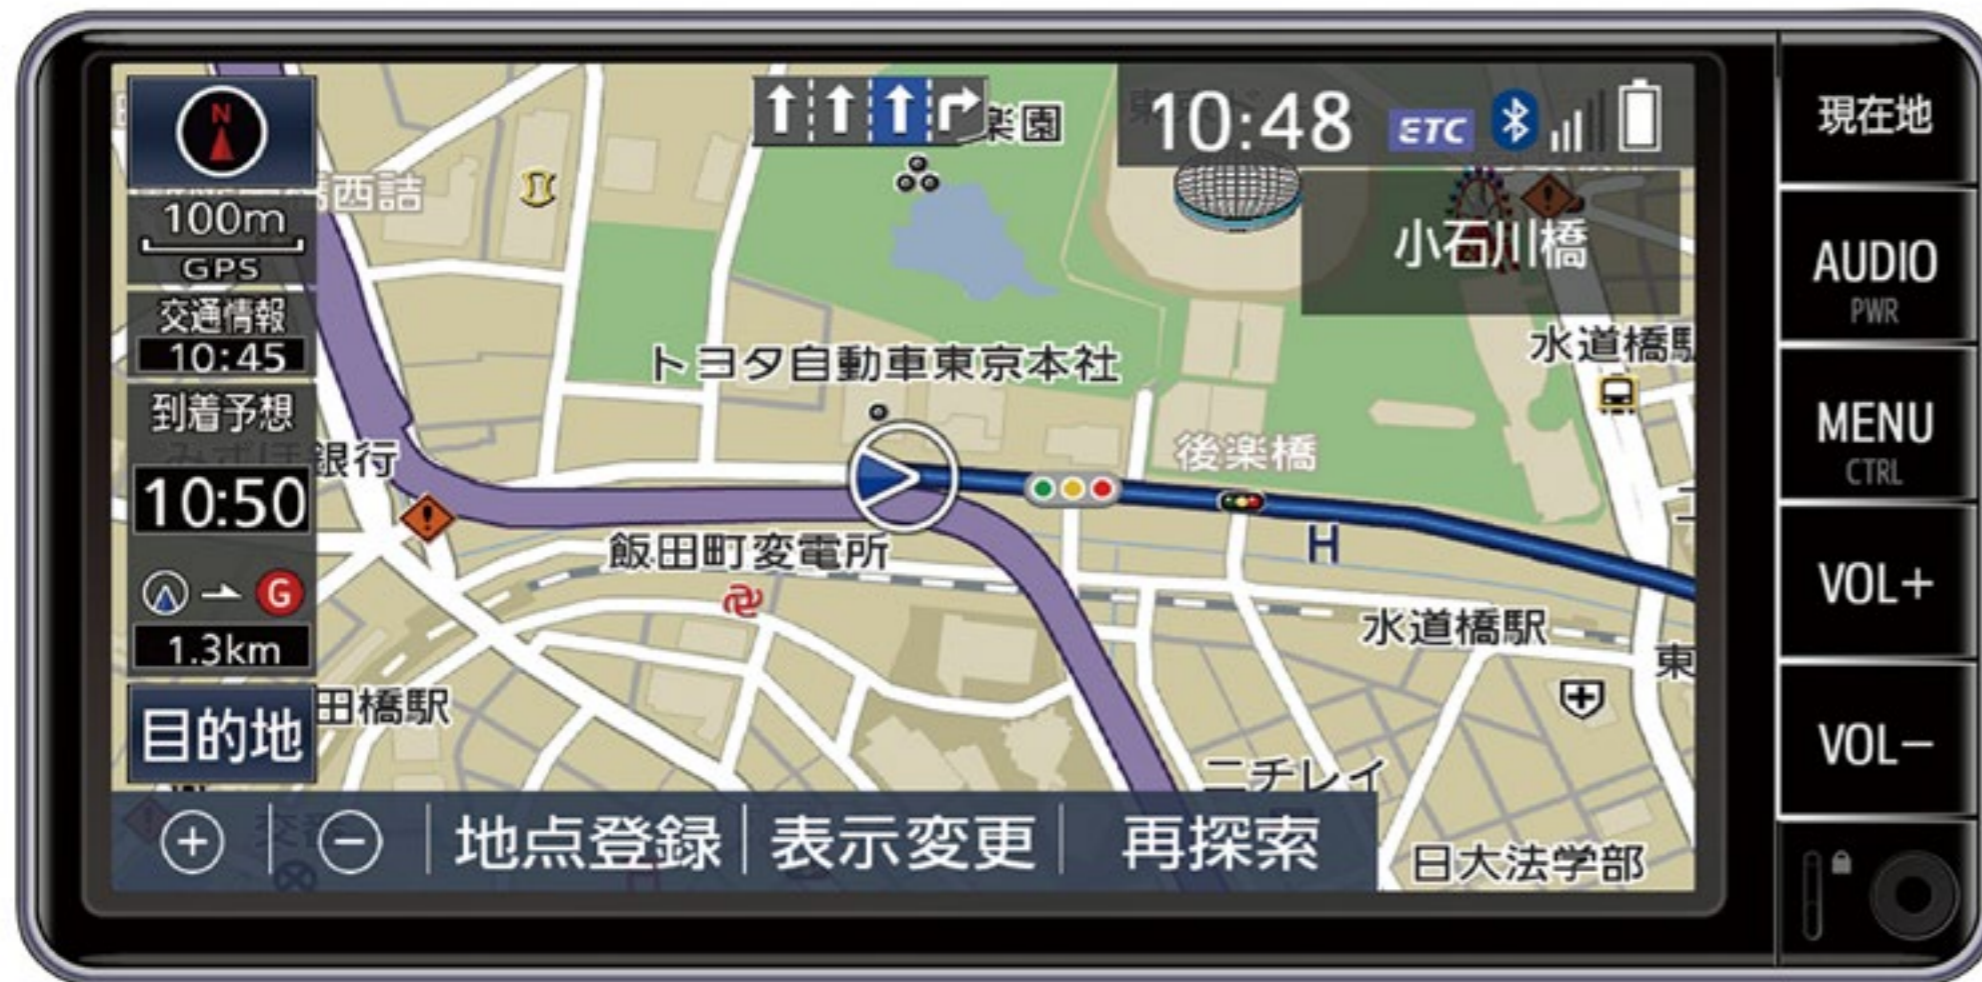 楽園
10:48 ETC
現在地
N
西詰
100m
GPS
小石川橋
AUDIO
PWR
交通情報
10:45
水道橋駅
トヨタ自動車東京本社
到着予想
みずほ銀行
後楽橋
MENU
CTRL
10:50
飯田町変電所
H
VOL+
G
1.3km
水道橋駅
東
田橋駅
目的地
VOL−
ニチレイ
+ − 地点登録 表示変更 再探索
日大法学部